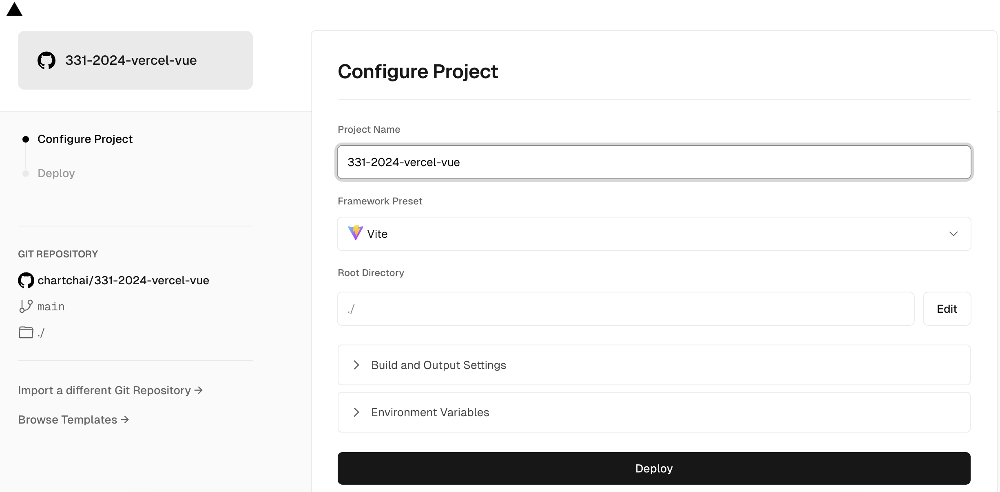 331-2024-vercel-vue
Configure Project
Deploy
GIT REPOSITORY
chartchai/331-2024-vercel-vue
main
./
Import a different Git Repository →
Browse Templates →
Configure Project
Project Name
331-2024-vercel-vue
Framework Preset
Vite
Root Directory
./
Edit
Build and Output Settings
Environment Variables
Deploy